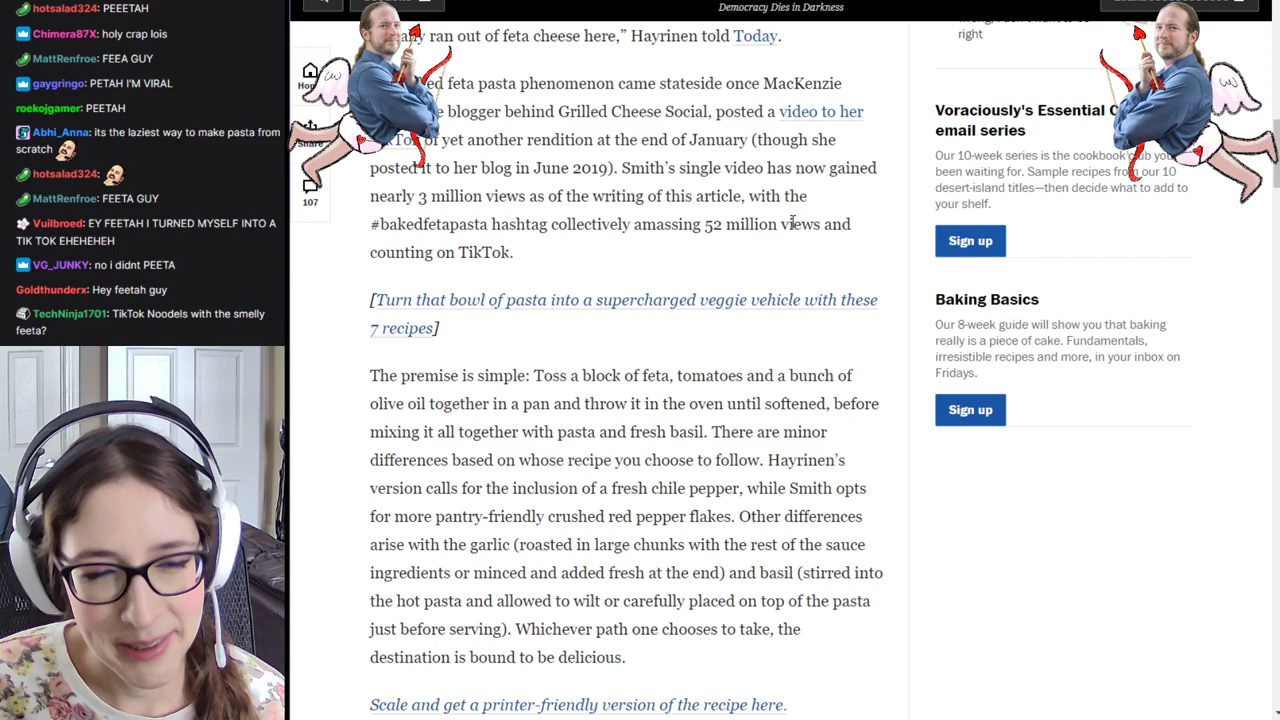 hotsalad324: PEEETAH
Chimera87X: holy crap lois
MattRenfroe: FEEA GUY
gaygringo: PETAH I'M VIRAL
roekojgamer: PEETAH
Abhi_Anna: its the laziest way to make pasta from
scratch
hotsalad324:
MattRenfroe: FEETA GUY
Vuilbroed: EY FEETAH I TURNED MYSELF INTO A
TIK TOK EHEHEHEH
VG_JUNKY: no i didnt PEETA
Goldthunderx: Hey feetah guy
TechNinja1701: TikTok Noodels with the smelly
feeta?
Democracy Dies in Darkness
ran out of feta cheese here,” Hayrinen told Today.
feta pasta phenomenon came stateside once MacKenzie
blogger behind Grilled Cheese Social, posted a video to her
of yet another rendition at the end of January (though she
posted it to her blog in June 2019). Smith’s single video has now gained
nearly 3 million views as of the writing of this article, with the
#bakedfetapasta hashtag collectively amassing 52 million views and
counting on TikTok.
[Turn that bowl of pasta into a supercharged veggie vehicle with these
7 recipes]
The premise is simple: Toss a block of feta, tomatoes and a bunch of
olive oil together in a pan and throw it in the oven until softened, before
mixing it all together with pasta and fresh basil. There are minor
differences based on whose recipe you choose to follow. Hayrinen’s
version calls for the inclusion of a fresh chile pepper, while Smith opts
for more pantry-friendly crushed red pepper flakes. Other differences
arise with the garlic (roasted in large chunks with the rest of the sauce
ingredients or minced and added fresh at the end) and basil (stirred into
the hot pasta and allowed to wilt or carefully placed on top of the pasta
just before serving). Whichever path one chooses to take, the
destination is bound to be delicious.
Scale and get a printer-friendly version of the recipe here.
Share
107
right
Voraciously's Essential
email series
Our 10-week series is the cookbook club you
been waiting for. Sample recipes from our 10
desert-island titles—then decide what to add to
your shelf.
Sign up
Baking Basics
Our 8-week guide will show you that baking
really is a piece of cake. Fundamentals,
irresistible recipes and more, in your inbox on
Fridays.
Sign up